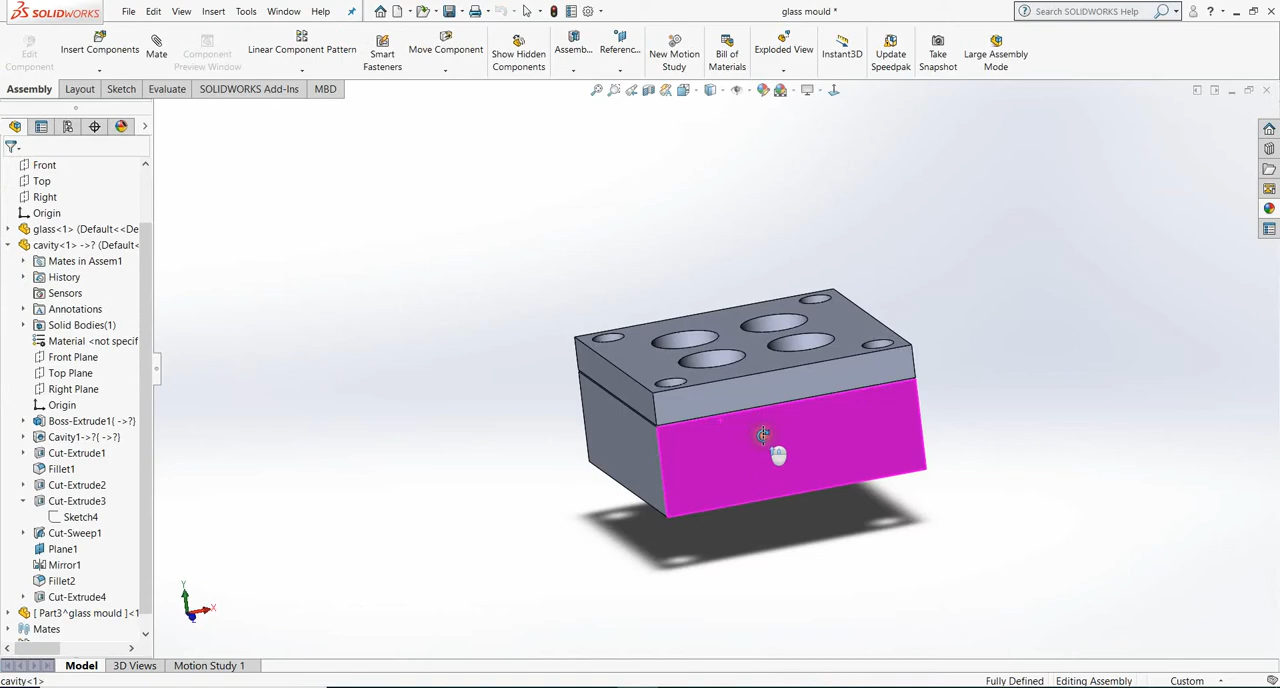 SOLIDWORKS File Edit View Insert Tools Window Help glass mould * Search SOLIDWORKS Help ?
Edit Component
Insert Components
Mate
Component Preview Window
Linear Component Pattern
Smart Fasteners
Move Component
Show Hidden Components
Assemb...
Referenc...
New Motion Study
Bill of Materials
Exploded View
Instant3D
Update Speedpak
Take Snapshot
Large Assembly Mode
Assembly Layout Sketch Evaluate SOLIDWORKS Add-Ins MBD
Front
Top
Right
Origin
glass<1> (Default<<De
cavity<1> ->? (Default<
Mates in Assem1
History
Sensors
Annotations
Solid Bodies(1)
Material <not specif
Front Plane
Top Plane
Right Plane
Origin
Boss-Extrude1{ ->?}
Cavity1->?{ ->?}
Cut-Extrude1
Fillet1
Cut-Extrude2
Cut-Extrude3
Sketch4
Cut-Sweep1
Plane1
Mirror1
Fillet2
Cut-Extrude4
[ Part3^glass mould ]<1
Mates
Y
X
Z
Model 3D Views Motion Study 1
cavity<1> Fully Defined Editing Assembly Custom